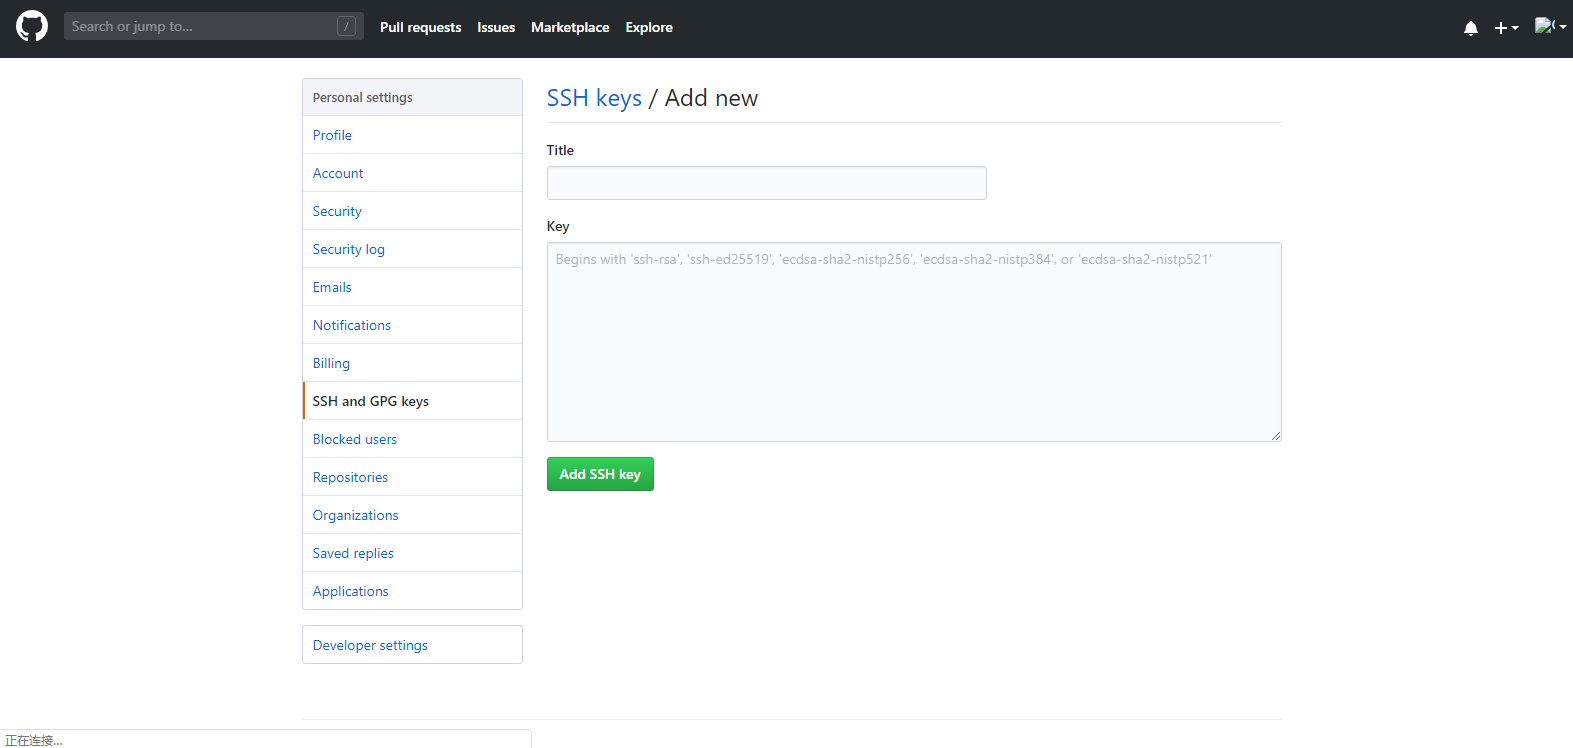 Search or jump to...
/
Pull requests
Issues
Marketplace
Explore
Personal settings
Profile
Account
Security
Security log
Emails
Notifications
Billing
SSH and GPG keys
Blocked users
Repositories
Organizations
Saved replies
Applications
Developer settings
SSH keys / Add new
Title
Key
Begins with 'ssh-rsa', 'ssh-ed25519', 'ecdsa-sha2-nistp256', 'ecdsa-sha2-nistp384', or 'ecdsa-sha2-nistp521'
Add SSH key
正在连接...